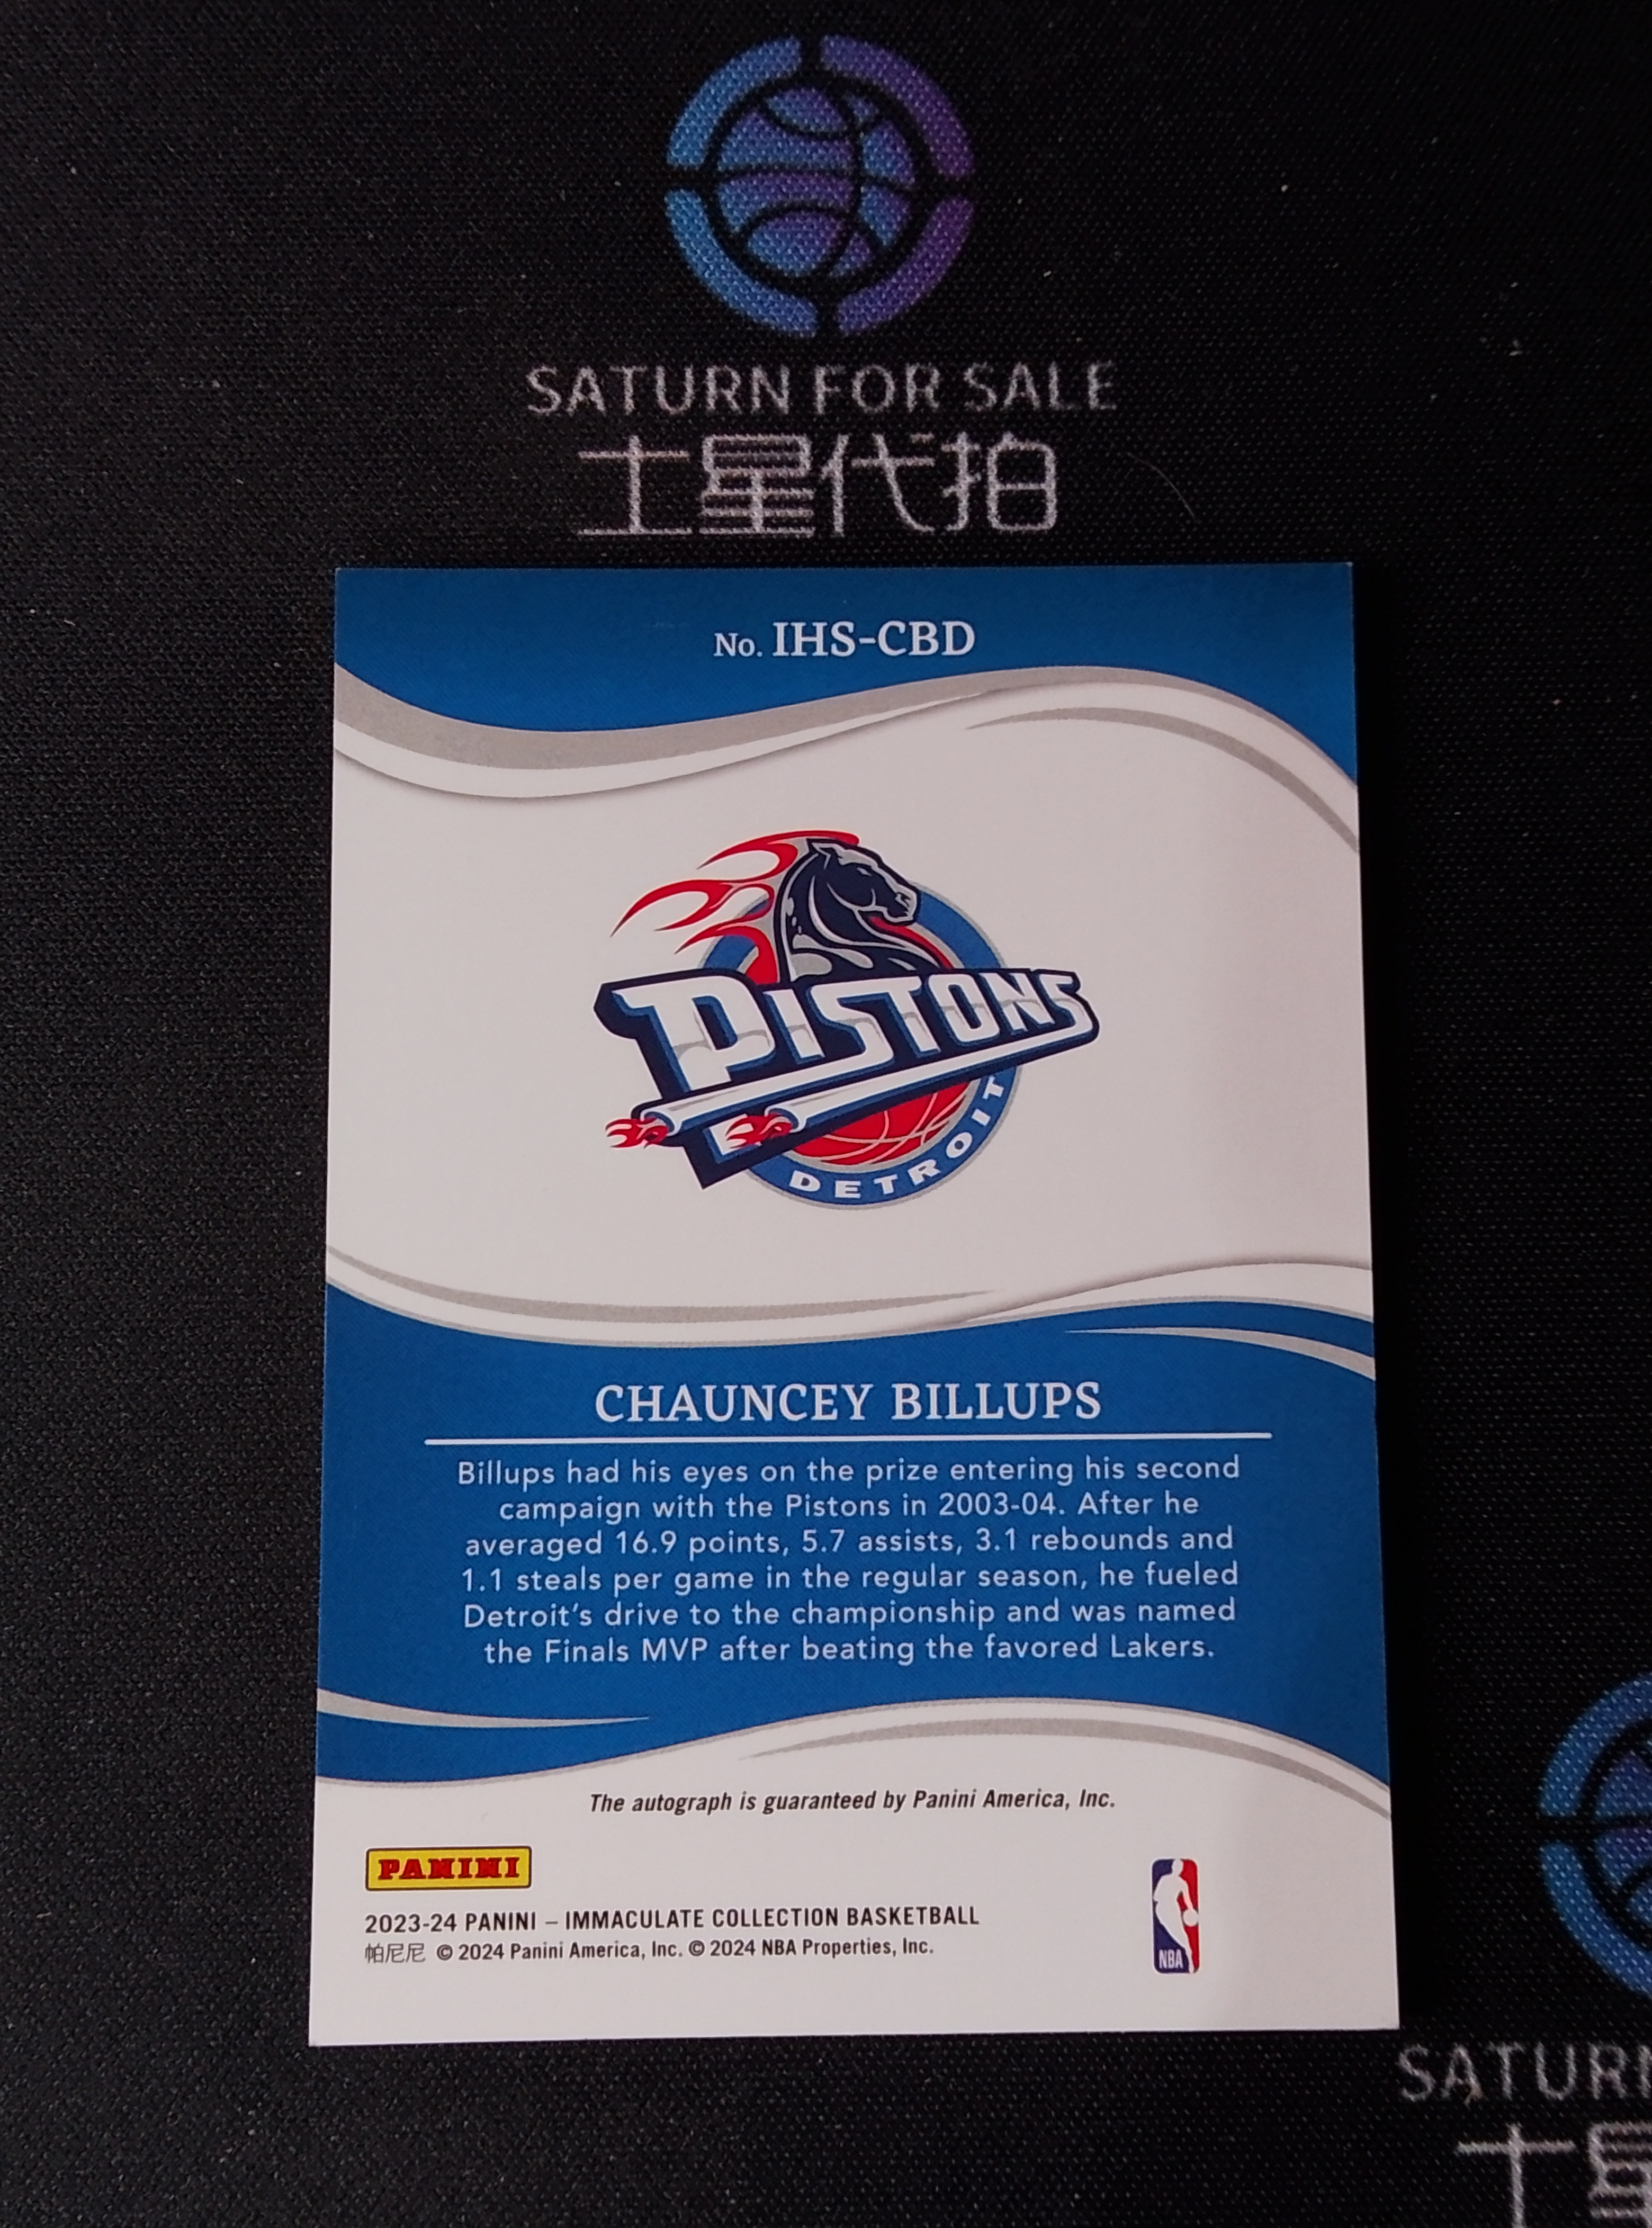 SATURN FOR SALE
土星代拍
No. IHS-CBD
PISTONS
DETROIT
CHAUNCEY BILLUPS
Billups had his eyes on the prize entering his second
campaign with the Pistons in 2003-04. After he
averaged 16.9 points, 5.7 assists, 3.1 rebounds and
1.1 steals per game in the regular season, he fueled
Detroit's drive to the championship and was named
the Finals MVP after beating the favored Lakers.
The autograph is guaranteed by Panini America, Inc.
PANINI
2023-24 PANINI – IMMACULATE COLLECTION BASKETBALL
帕尼尼 © 2024 Panini America, Inc. © 2024 NBA Properties, Inc.
NBA
SATURN
土星